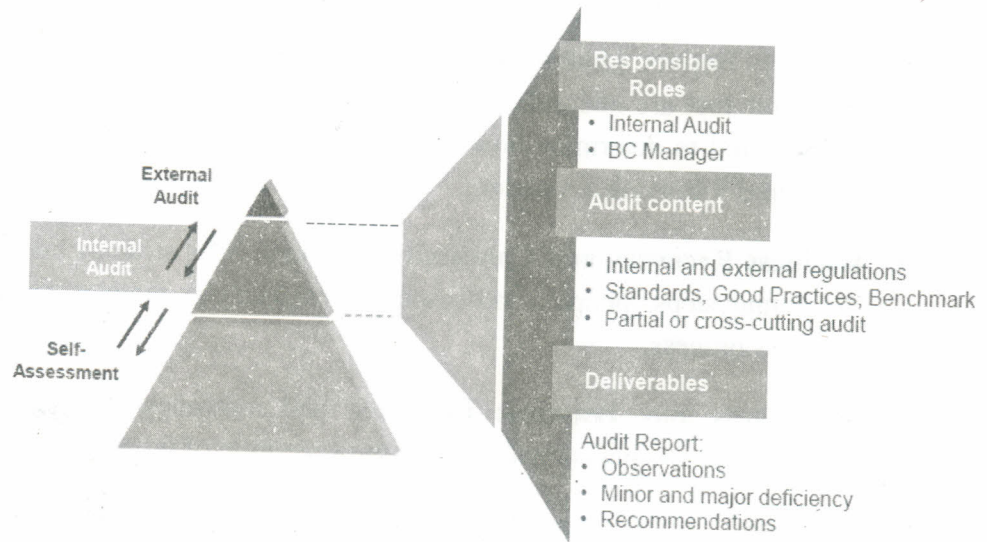 External
Audit
Internal
Audit
Self-
Assessment
Responsible
Roles
• Internal Audit
• BC Manager
Audit content
• Internal and external regulations
• Standards, Good Practices, Benchmark
• Partial or cross-cutting audit
Deliverables
Audit Report:
• Observations
• Minor and major deficiency
• Recommendations